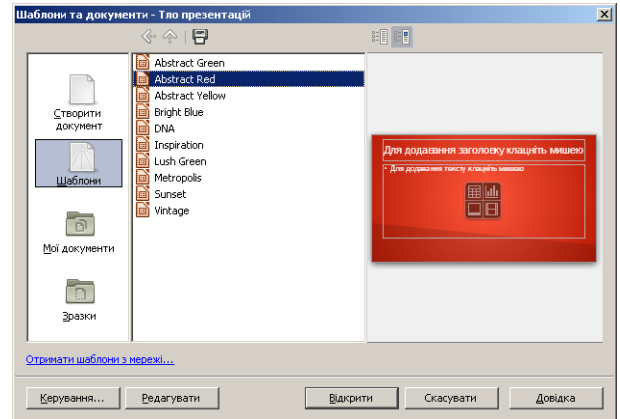 Шаблони та документи - Тло презентацій
Створити
документ
Шаблони
Мої документи
Зразки
Abstract Green
Abstract Red
Abstract Yellow
Bright Blue
DNA
Inspiration
Lush Green
Metropolis
Sunset
Vintage
Для додавання заголовку клацніть мишею
• Для додавання тексту клацніть мишею
Отримати шаблони з мережі...
Керування...
Редагувати
Відкрити
Скасувати
Довідка